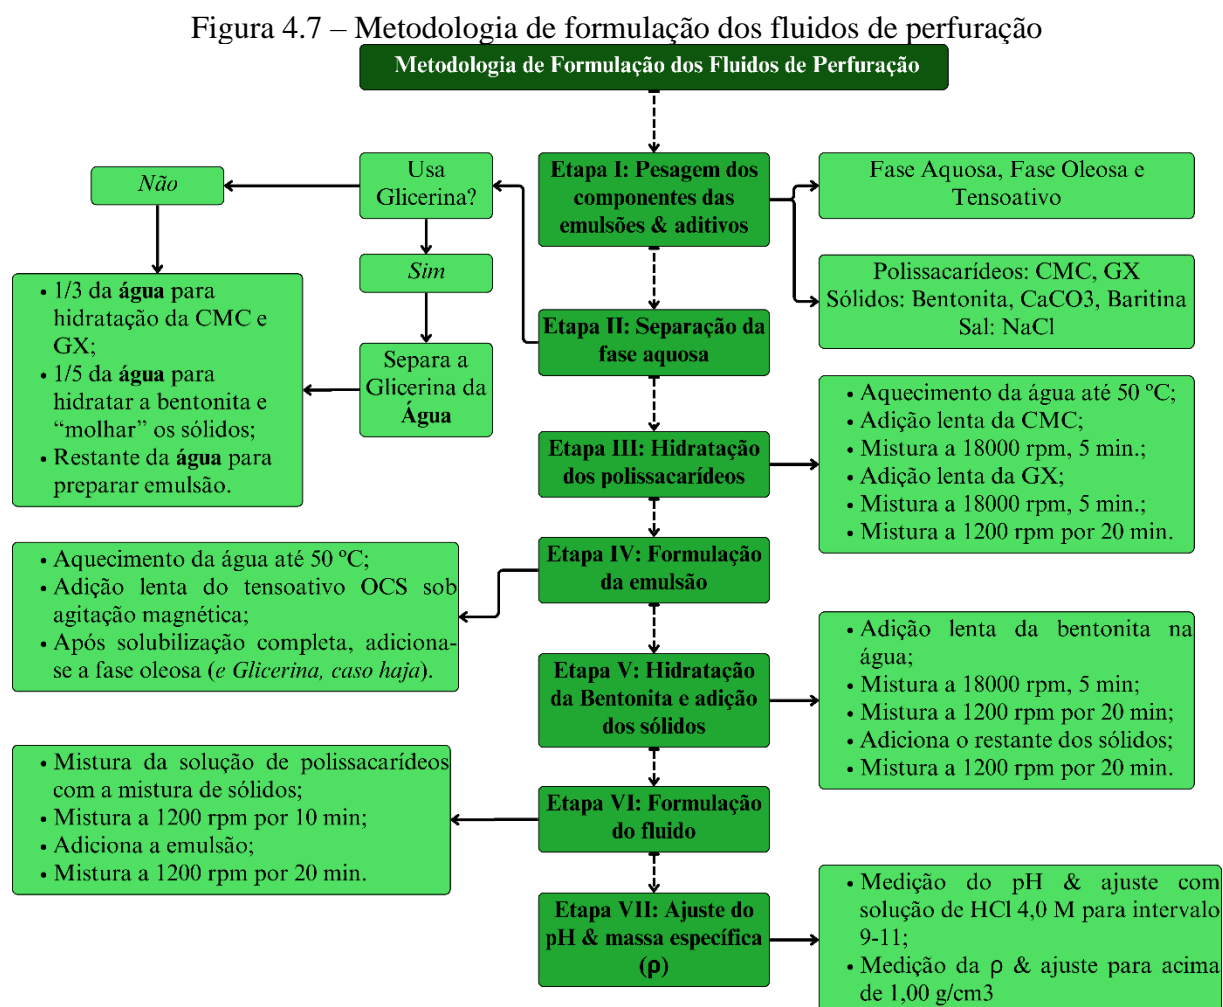 Figura 4.7 – Metodologia de formulação dos fluidos de perfuração
Metodologia de Formulação dos Fluidos de Perfuração
Etapa I: Pesagem dos
componentes das
emulsões & aditivos
Fase Aquosa, Fase Oleosa e
Tensoativo
Polissacarídeos: CMC, GX
Sólidos: Bentonita, CaCO3, Baritina
Sal: NaCl
Etapa II: Separação da
fase aquosa
Usa
Glicerina?
Não
Sim
Separa a
Glicerina da
Água
• 1/3 da água para
hidratação da CMC e
GX;
• 1/5 da água para
hidratar a bentonita e
“molhar” os sólidos;
• Restante da água para
preparar emulsão.
Etapa III: Hidratação
dos polissacarídeos
• Aquecimento da água até 50 ºC;
• Adição lenta da CMC;
• Mistura a 18000 rpm, 5 min.;
• Adição lenta da GX;
• Mistura a 18000 rpm, 5 min.;
• Mistura a 1200 rpm por 20 min.
Etapa IV: Formulação
da emulsão
• Aquecimento da água até 50 ºC;
• Adição lenta do tensoativo OCS sob
agitação magnética;
• Após solubilização completa, adiciona-
se a fase oleosa (e Glicerina, caso haja).
Etapa V: Hidratação
da Bentonita e adição
dos sólidos
• Adição lenta da bentonita na
água;
• Mistura a 18000 rpm, 5 min;
• Mistura a 1200 rpm por 20 min;
• Adiciona o restante dos sólidos;
• Mistura a 1200 rpm por 20 min.
Etapa VI: Formulação
do fluido
• Mistura da solução de polissacarídeos
com a mistura de sólidos;
• Mistura a 1200 rpm por 10 min;
• Adiciona a emulsão;
• Mistura a 1200 rpm por 20 min.
Etapa VII: Ajuste do
pH & massa específica
(ρ)
• Medição do pH & ajuste com
solução de HCl 4,0 M para intervalo
9-11;
• Medição da ρ & ajuste para acima
de 1,00 g/cm3